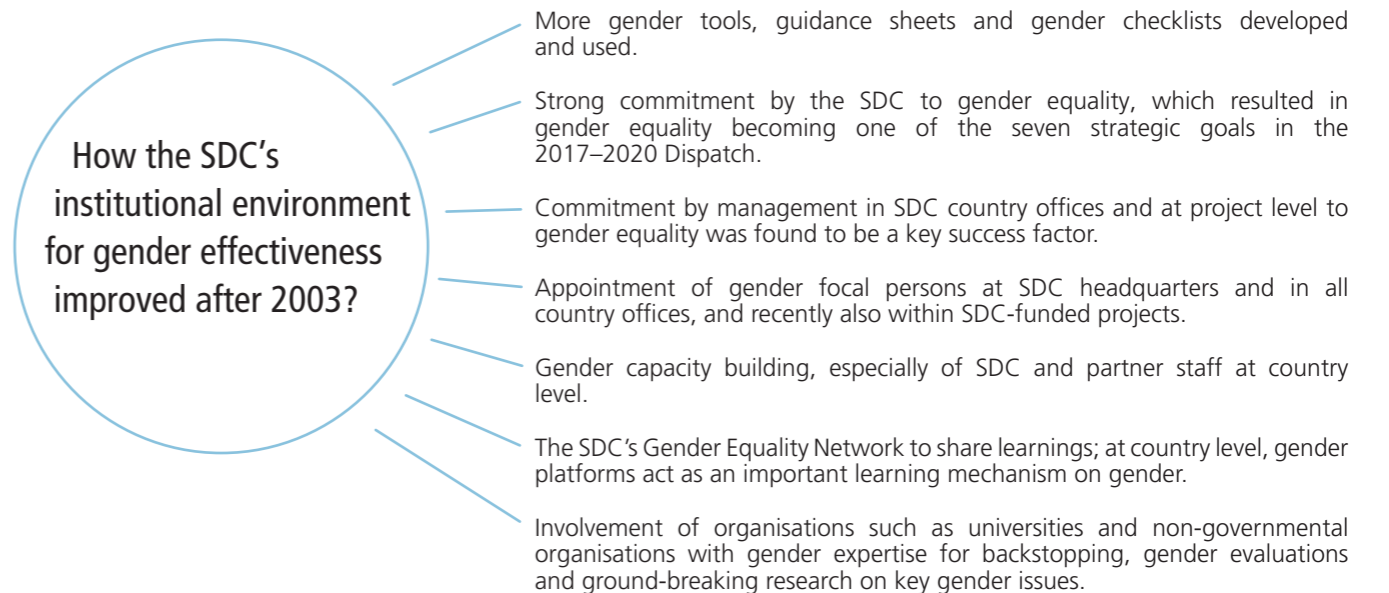 How the SDC's
institutional environment
for gender effectiveness
improved after 2003?
More gender tools, guidance sheets and gender checklists developed
and used.
Strong commitment by the SDC to gender equality, which resulted in
gender equality becoming one of the seven strategic goals in the
2017–2020 Dispatch.
Commitment by management in SDC country offices and at project level to
gender equality was found to be a key success factor.
Appointment of gender focal persons at SDC headquarters and in all
country offices, and recently also within SDC-funded projects.
Gender capacity building, especially of SDC and partner staff at country
level.
The SDC's Gender Equality Network to share learnings; at country level, gender
platforms act as an important learning mechanism on gender.
Involvement of organisations such as universities and non-governmental
organisations with gender expertise for backstopping, gender evaluations
and ground-breaking research on key gender issues.